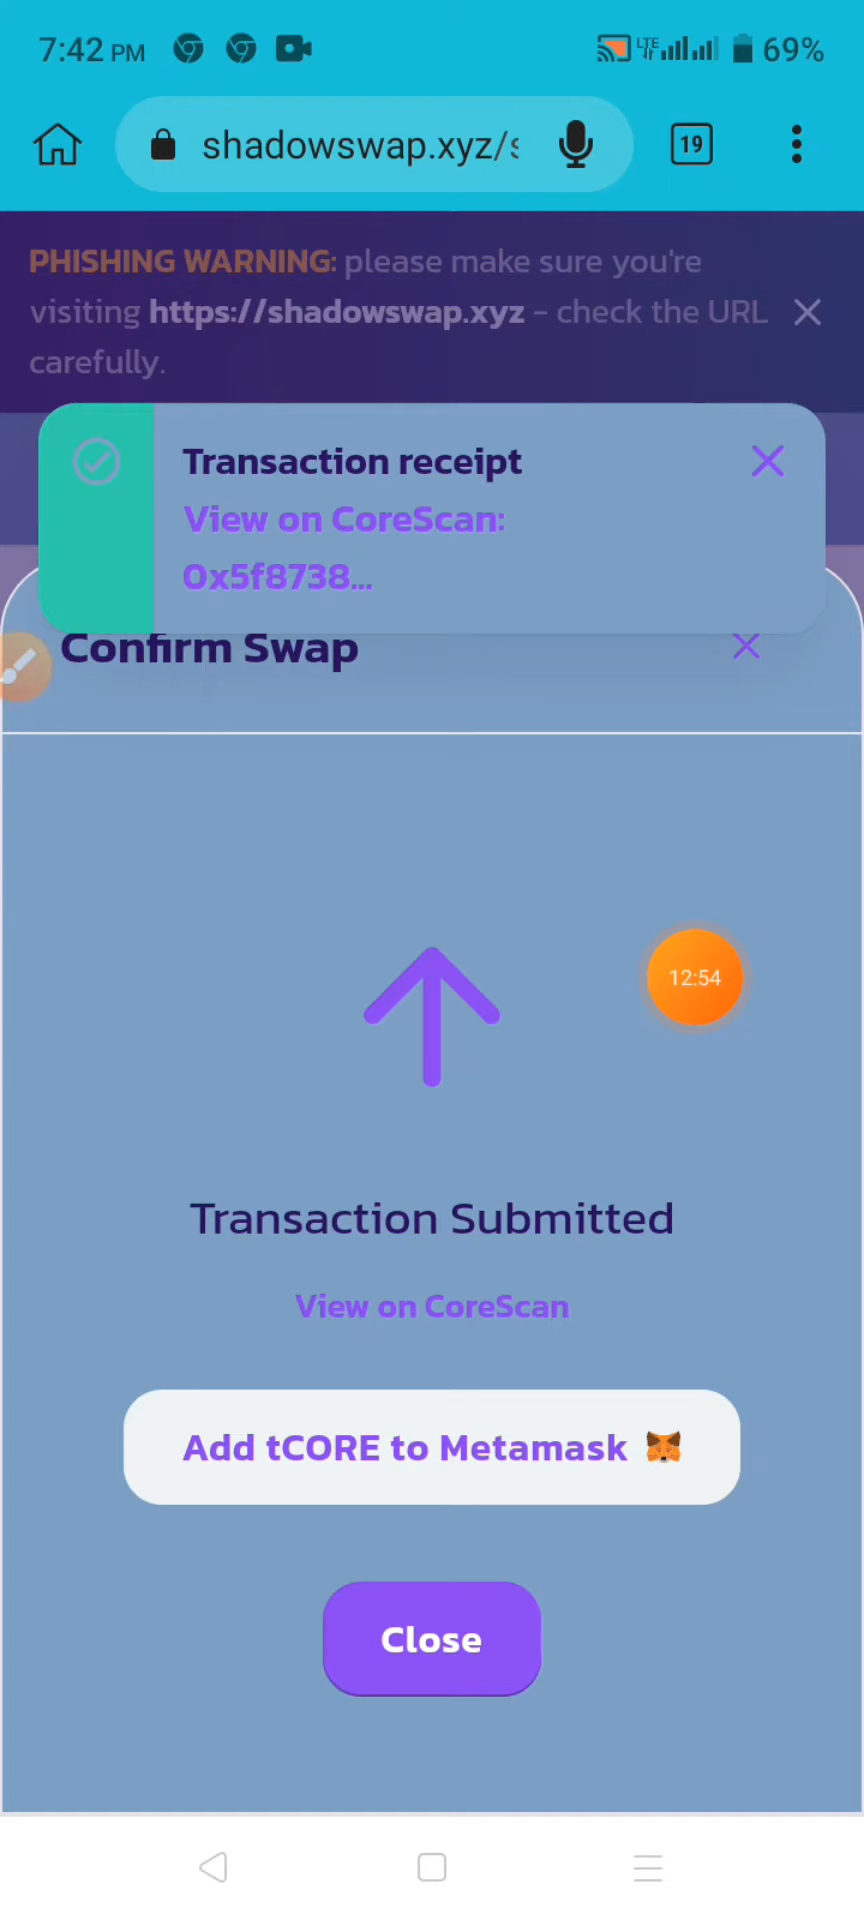 7:42 PM LTE 69%
shadowswap.xyz/s 19
PHISHING WARNING: please make sure you're
visiting https://shadowswap.xyz - check the URL
carefully.
Transaction receipt
View on CoreScan:
0x5f8738...
Confirm Swap
12:54
Transaction Submitted
View on CoreScan
Add tCORE to Metamask
Close